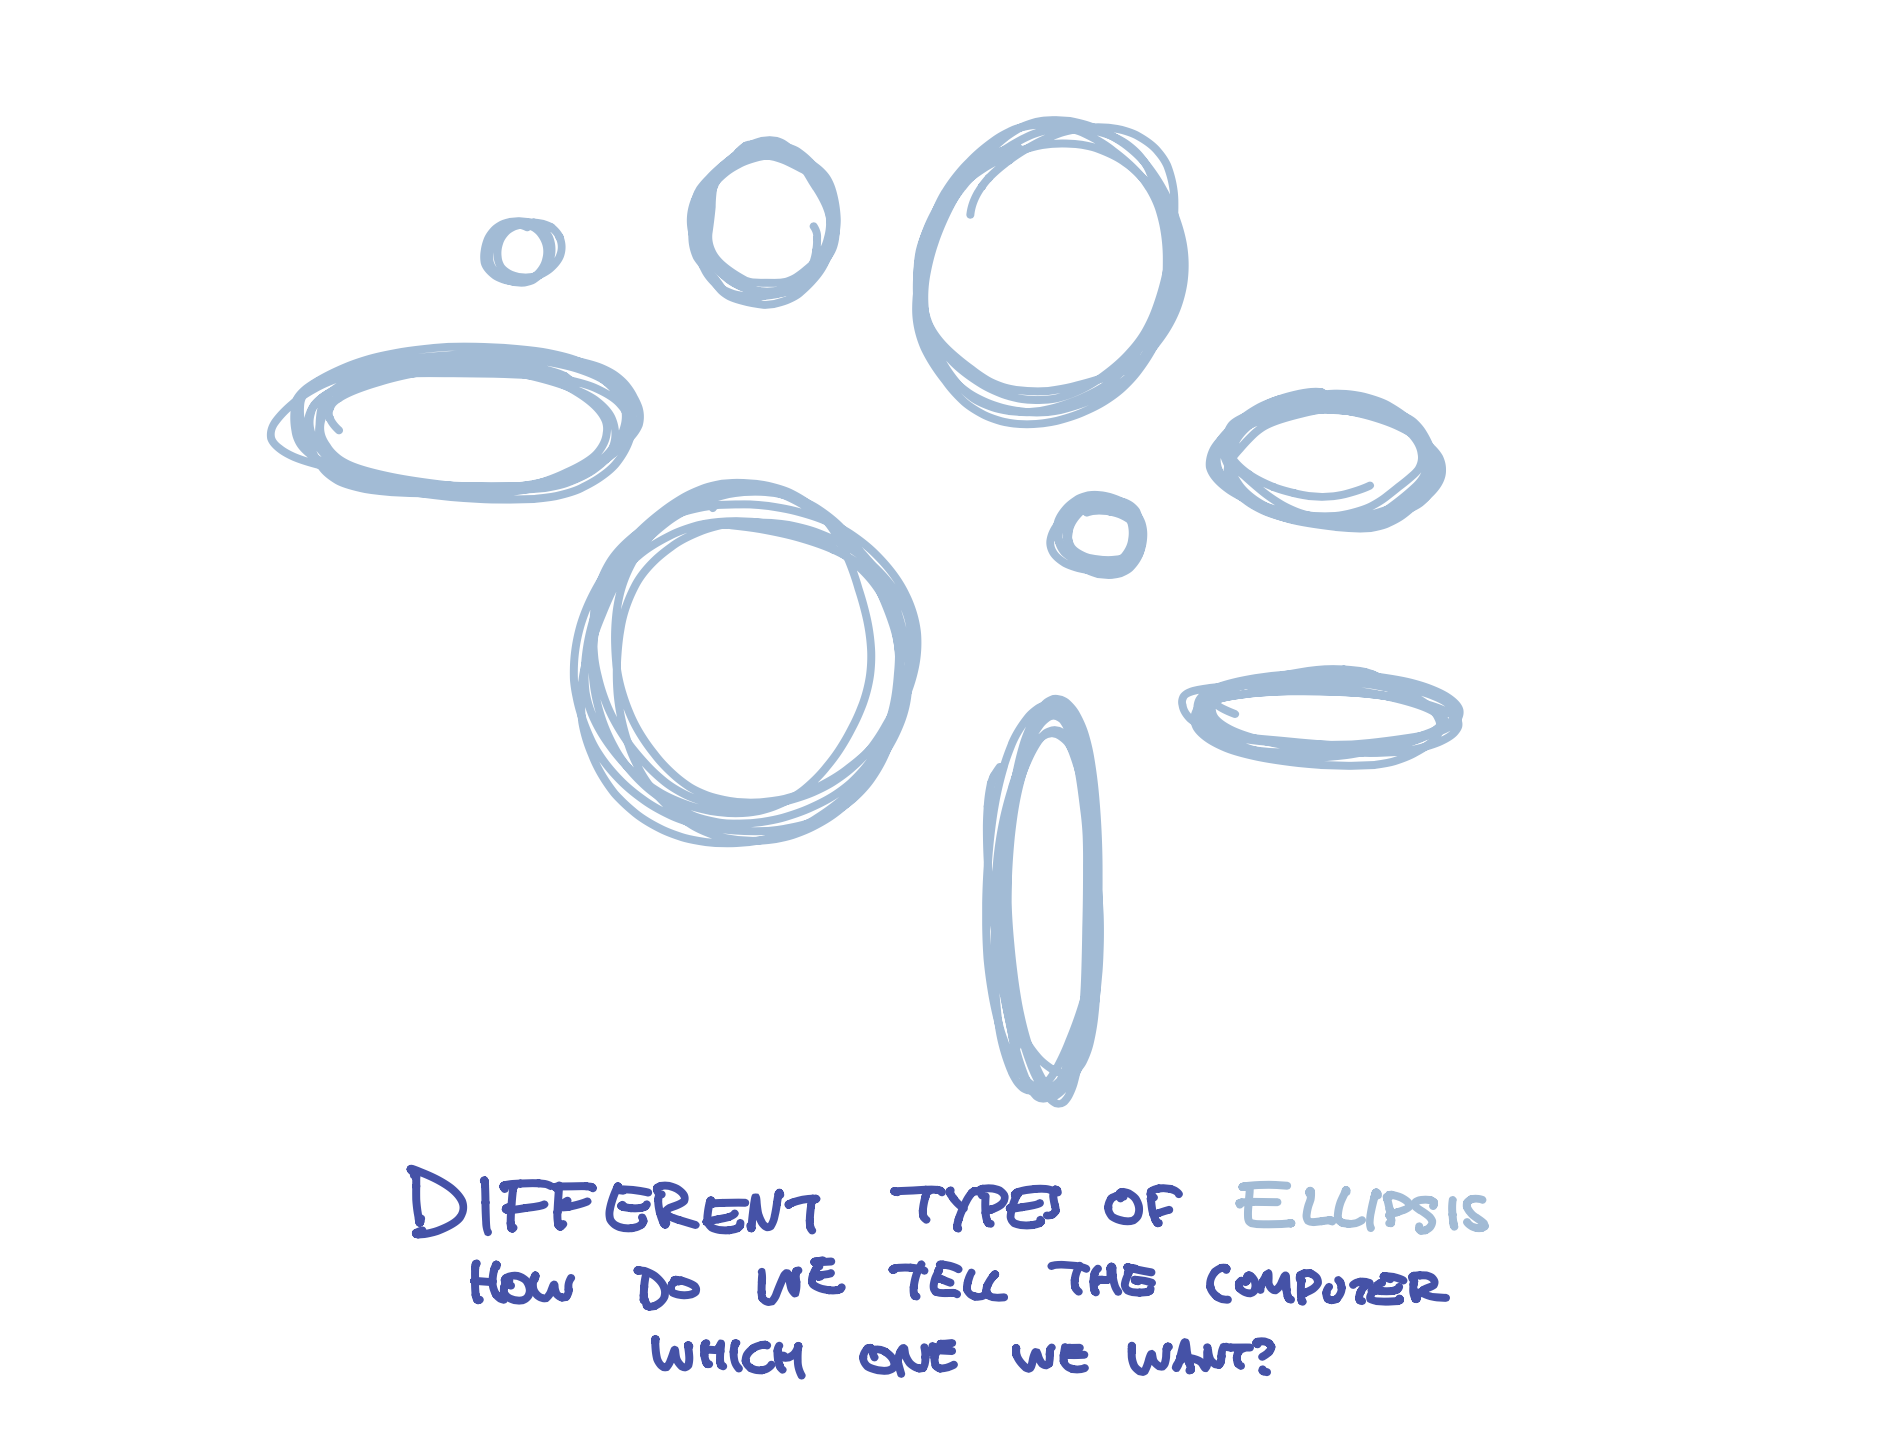 DIFFERENT TYPES OF ELLIPSIS
HOW DO WE TELL THE COMPUTER
WHICH ONE WE WANT?